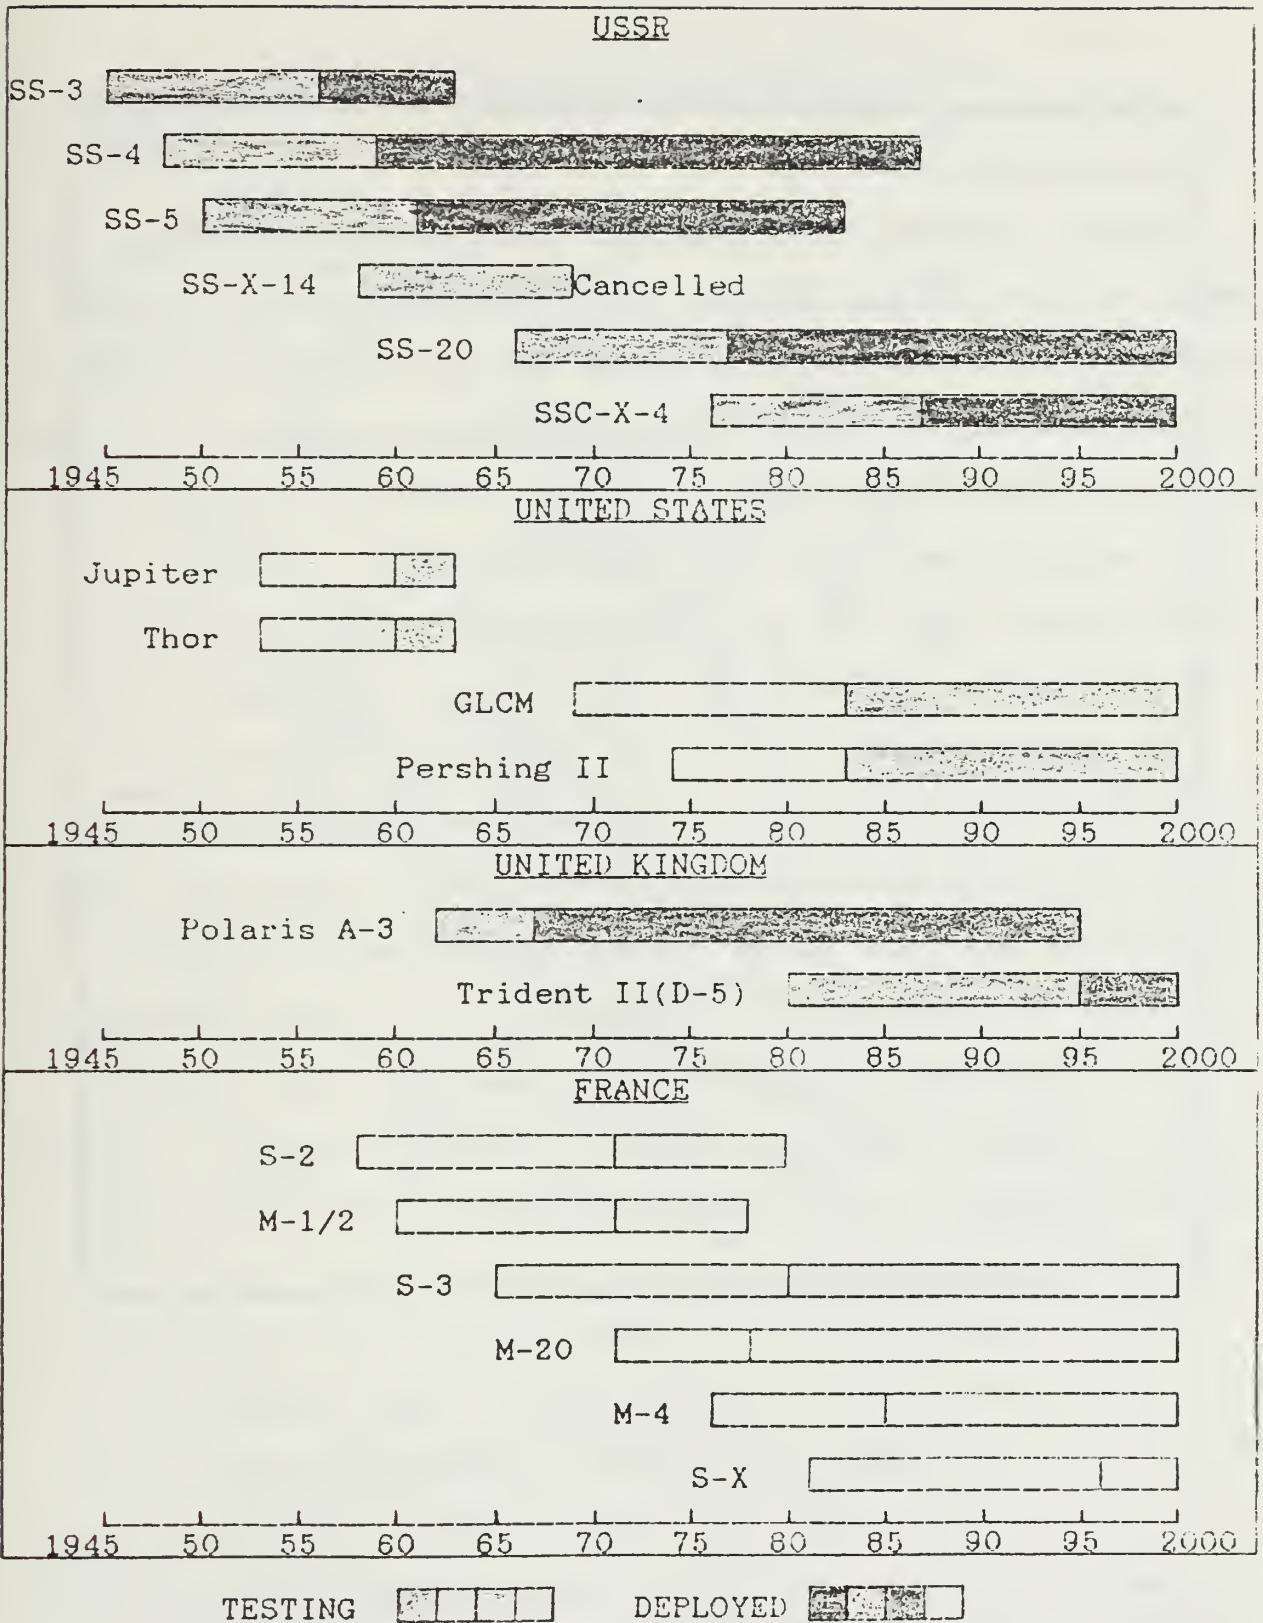 USSR
SS-3
SS-4
SS-5
SS-X-14 Cancelled
SS-20
SSC-X-4
1945 50 55 60 65 70 75 80 85 90 95 2000
UNITED STATES
Jupiter
Thor
GLCM
Pershing II
1945 50 55 60 65 70 75 80 85 90 95 2000
UNITED KINGDOM
Polaris A-3
Trident II(D-5)
1945 50 55 60 65 70 75 80 85 90 95 2000
FRANCE
S-2
M-1/2
S-3
M-20
M-4
S-X
1945 50 55 60 65 70 75 80 85 90 95 2000
TESTING DEPLOYED